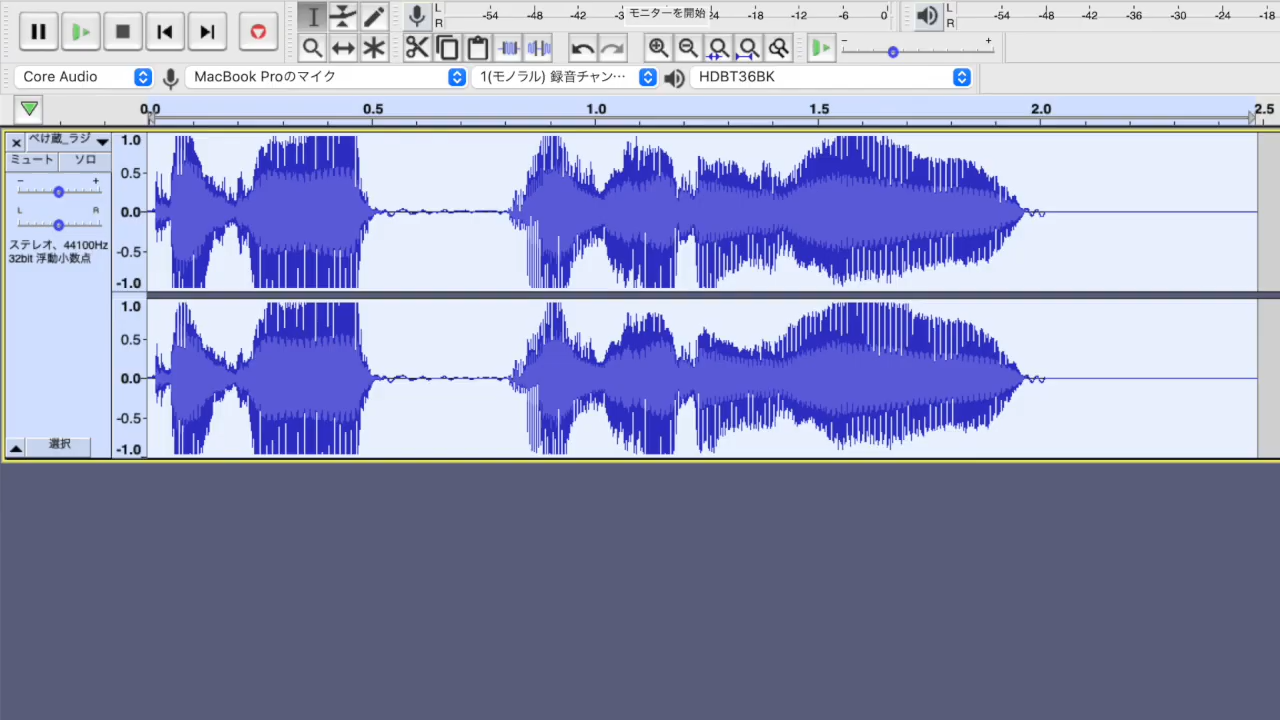 L
R
-54 -48 -42 -3 モニターを開始 24 -18 -12 -6 0
L
R
-54 -48 -42 -36 -30 -24 -18
- +
Core Audio
MacBook Proのマイク
1(モノラル) 録音チャン…
HDBT36BK
0.0 0.5 1.0 1.5 2.0 2.5
べけ蔵_ラジ
ミュート ソロ
- +
L R
ステレオ、44100Hz
32bit 浮動小数点
選択
1.0
0.5
0.0
-0.5
-1.0
1.0
0.5
0.0
-0.5
-1.0